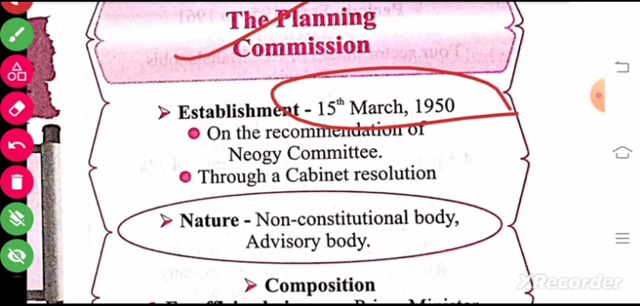 The Planning
Commission
➢ Establishment - 15th March, 1950
● On the recommendation of
Neogy Committee.
● Through a Cabinet resolution
➢ Nature - Non-constitutional body,
Advisory body.
➢ Composition
XRecorder